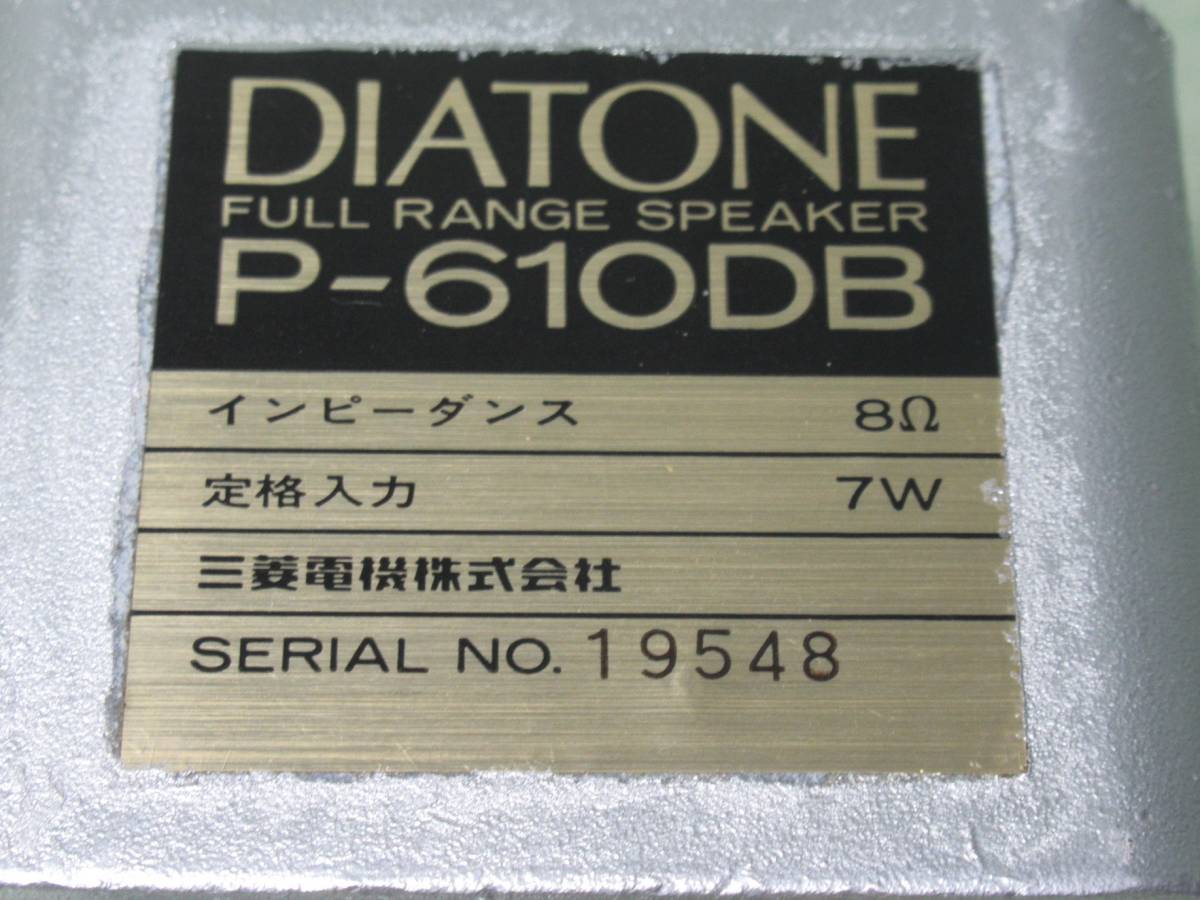 DIATONE
FULL RANGE SPEAKER
P-610DB
インピーダンス 8Ω
定格入力 7W
三菱電機株式会社
SERIAL NO. 19548